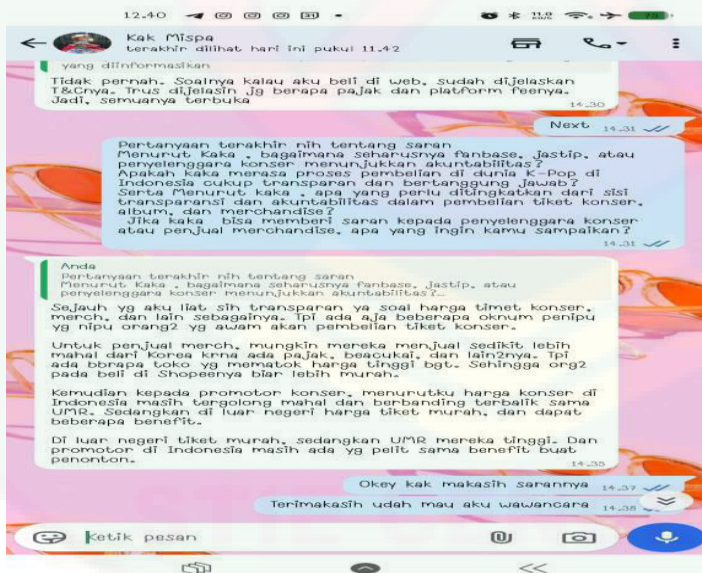 12.40
11.0
KB/S
78
Kak Mispa
terakhir dilihat hari ini pukul 11.42
yang diinformasikan
Tidak pernah. Soalnya kalau aku beli di web, sudah dijelaskan
T&Cnya. Trus dijelasin jg berapa pajak dan platform feenya.
Jadi, semuanya terbuka
14.30
Next 14.31
Pertanyaan terakhir nih tentang saran
Menurut Kaka , bagaimana seharusnya fanbase, jastip, atau
penyelenggara konser menunjukkan akuntabilitas?
Apakah kaka merasa proses pembelian di dunia K-Pop di
Indonesia cukup transparan dan bertanggung jawab?
Serta Menurut kaka , apa yang perlu ditingkatkan dari sisi
transparansi dan akuntabilitas dalam pembelian tiket konser,
album, dan merchandise?
Jika kaka bisa memberi saran kepada penyelenggara konser
atau penjual merchandise, apa yang ingin kamu sampaikan?
14.31
Anda
Pertanyaan terakhir nih tentang saran
Menurut Kaka , bagaimana seharusnya fanbase, jastip, atau
penyelenggara konser menunjukkan akuntabilitas?...
Sejauh yg aku liat sih transparan ya soal harga timet konser,
merch, dan lain sebagainya. Tpi ada aja beberapa oknum penipu
yg nipu orang2 yg awam akan pembelian tiket konser.
Untuk penjual merch, mungkin mereka menjual sedikit lebih
mahal dari Korea krna ada pajak, beacukai, dan lain2nya. Tpi
ada bbrapa toko yg mematok harga tinggi bgt. Sehingga org2
pada beli di Shopeenya biar lebih murah.
Kemudian kepada promotor konser, menurutku harga konser di
Indonesia masih tergolong mahal dan berbanding terbalik sama
UMR. Sedangkan di luar negeri harga tiket murah, dan dapat
beberapa benefit.
Di luar negeri tiket murah, sedangkan UMR mereka tinggi. Dan
promotor di Indonesia masih ada yg pelit sama benefit buat
penonton.
14.35
Okey kak makasih sarannya 14.37
Terimakasih udah mau aku wawancara 14.38
Ketik pesan